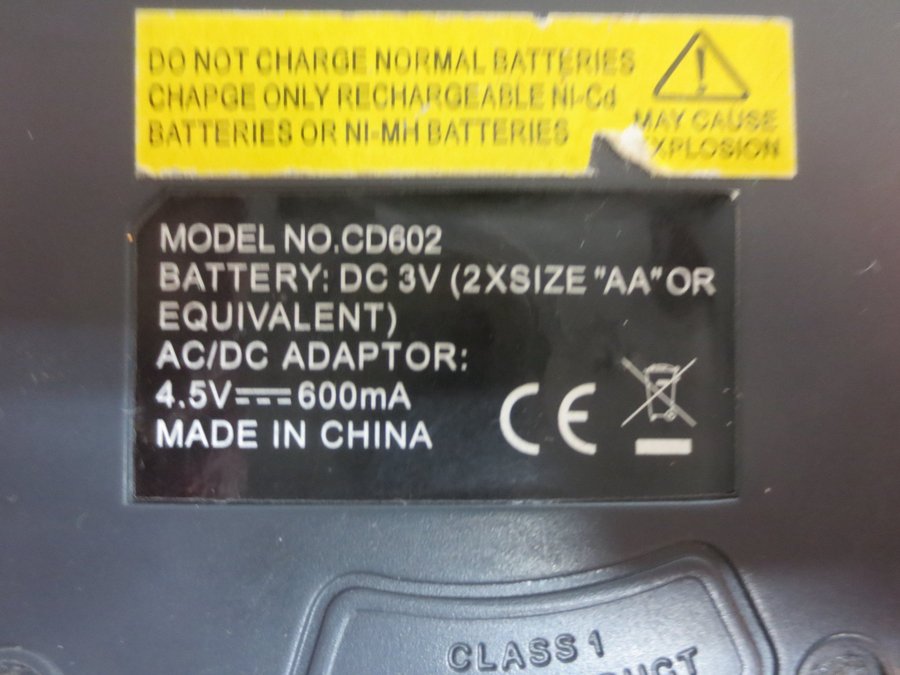 DO NOT CHARGE NORMAL BATTERIES
CHAPGE ONLY RECHARGEABLE NI-Cd
BATTERIES OR NI-MH BATTERIES
MAY CAUSE
EXPLOSION
MODEL NO.CD602
BATTERY: DC 3V (2XSIZE "AA" OR
EQUIVALENT)
AC/DC ADAPTOR:
4.5V⎓600mA
MADE IN CHINA
CE
CLASS 1